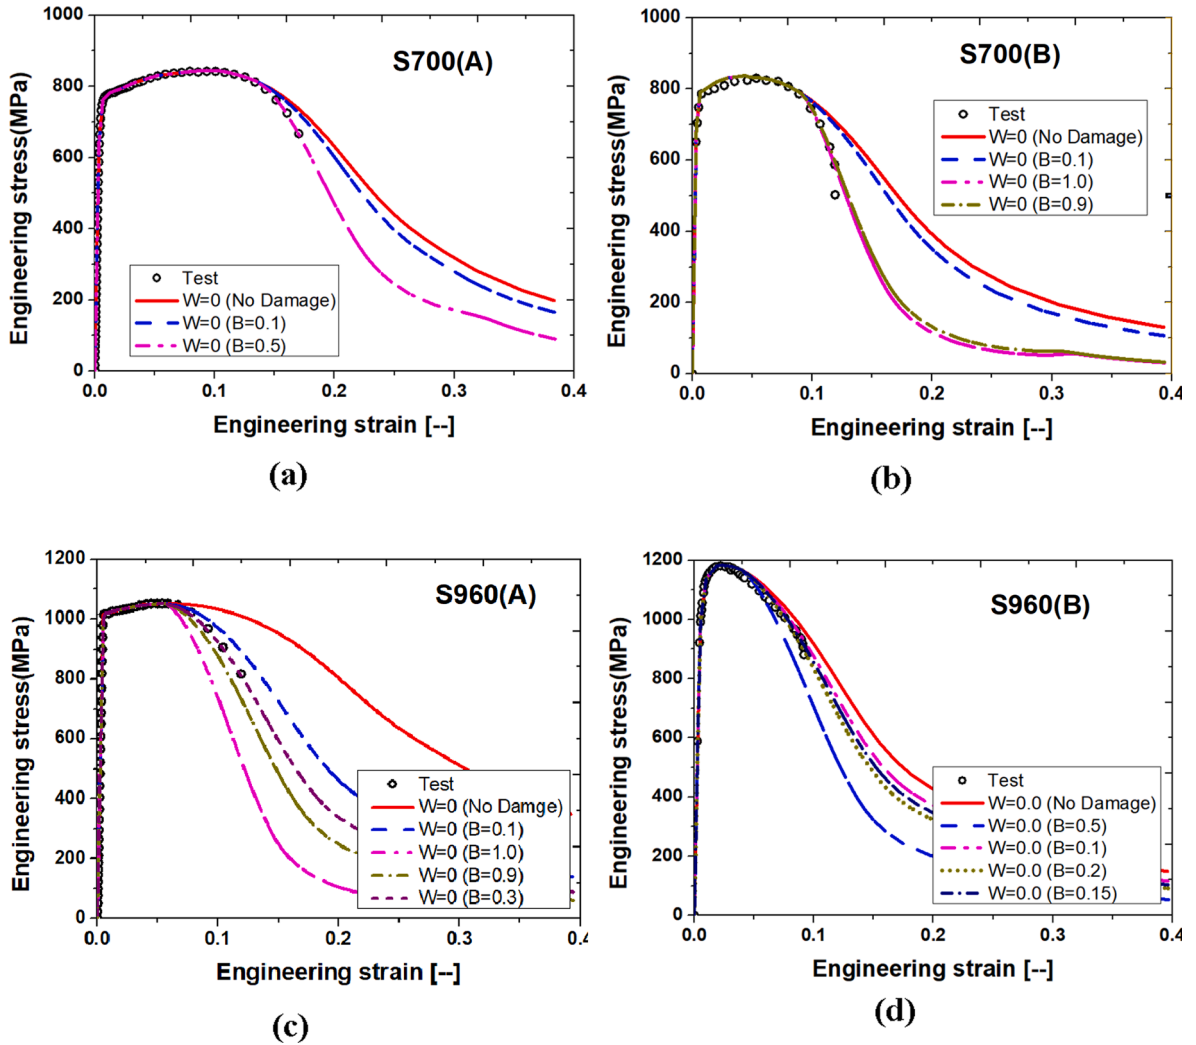 1000
800
600
400
200
0
Engineering stress(MPa)
S700(A)
Test
W=0 (No Damage)
W=0 (B=0.1)
W=0 (B=0.5)
0.0 0.1 0.2 0.3 0.4
Engineering strain [--]
(a)
1000
800
600
400
200
0
Engineering stress(MPa)
S700(B)
Test
W=0 (No Damage)
W=0 (B=0.1)
W=0 (B=1.0)
W=0 (B=0.9)
0.0 0.1 0.2 0.3 0.4
Engineering strain [--]
(b)
1200
1000
800
600
400
200
0
Engineering stress(MPa)
S960(A)
Test
W=0 (No Damge)
W=0 (B=0.1)
W=0 (B=1.0)
W=0 (B=0.9)
W=0 (B=0.3)
0.0 0.1 0.2 0.3 0.4
Engineering strain [--]
(c)
1200
1000
800
600
400
200
0
Engineering stress(MPa)
S960(B)
Test
W=0.0 (No Damage)
W=0.0 (B=0.5)
W=0.0 (B=0.1)
W=0.0 (B=0.2)
W=0.0 (B=0.15)
0.0 0.1 0.2 0.3 0.4
Engineering strain [--]
(d)